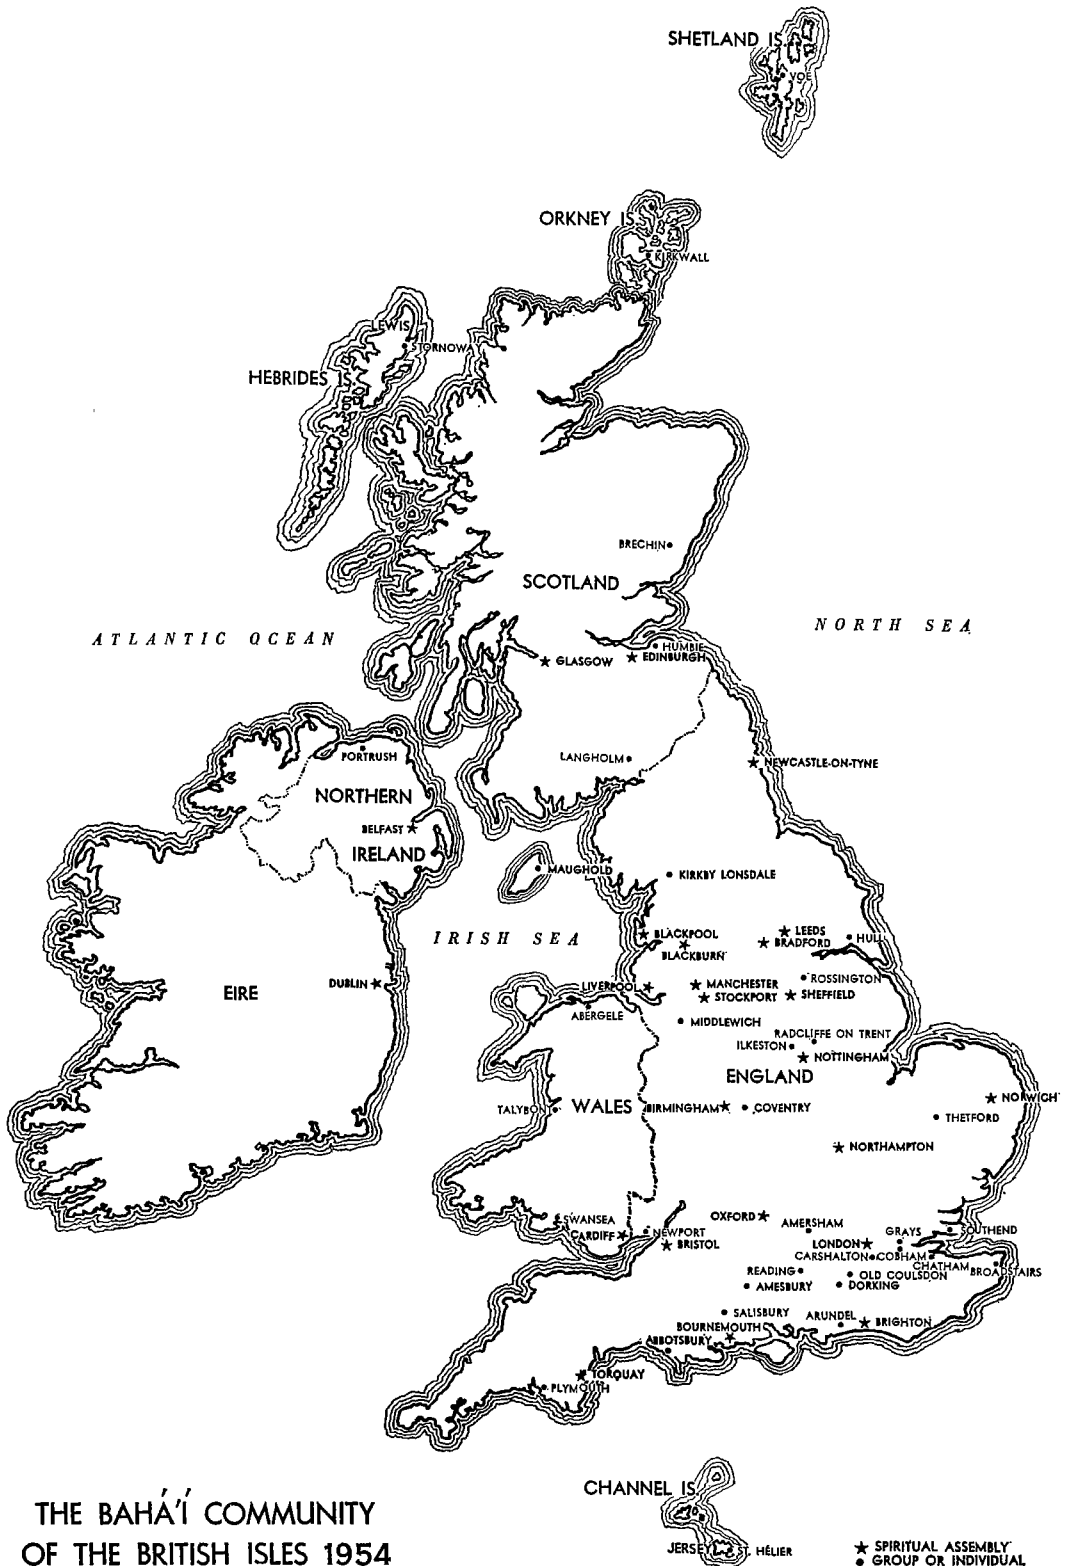 SHETLAND IS.
VOE
ORKNEY IS.
KIRKWALL
LEWIS
STORNOWAY
HEBRIDES IS.
BRECHIN
SCOTLAND
ATLANTIC OCEAN
NORTH SEA
HUMBIE
GLASGOW
EDINBURGH
PORTRUSH
LANGHOLM
NEWCASTLE-ON-TYNE
NORTHERN
IRELAND
BELFAST
MAUGHOLD
KIRKBY LONSDALE
IRISH SEA
BLACKPOOL
BLACKBURN
LEEDS
BRADFORD
HULL
EIRE
DUBLIN
LIVERPOOL
MANCHESTER
STOCKPORT
ROSSINGTON
SHEFFIELD
ABERGELE
MIDDLEWICH
RADCLIFFE ON TRENT
ILKESTON
NOTTINGHAM
ENGLAND
TALYBONT
WALES
BIRMINGHAM
COVENTRY
NORWICH
THETFORD
NORTHAMPTON
SWANSEA
CARDIFF
NEWPORT
BRISTOL
OXFORD
AMERSHAM
GRAYS
SOUTHEND
LONDON
CARSHALTON
COBHAM
CHATHAM
BROADSTAIRS
READING
OLD COULSDON
AMESBURY
DORKING
SALISBURY
ARUNDEL
BRIGHTON
BOURNEMOUTH
ABBOTSBURY
TORQUAY
PLYMOUTH
CHANNEL IS.
JERSEY
ST. HÉLIER
THE BAHÁ'Í COMMUNITY
OF THE BRITISH ISLES 1954
★ SPIRITUAL ASSEMBLY
● GROUP OR INDIVIDUAL